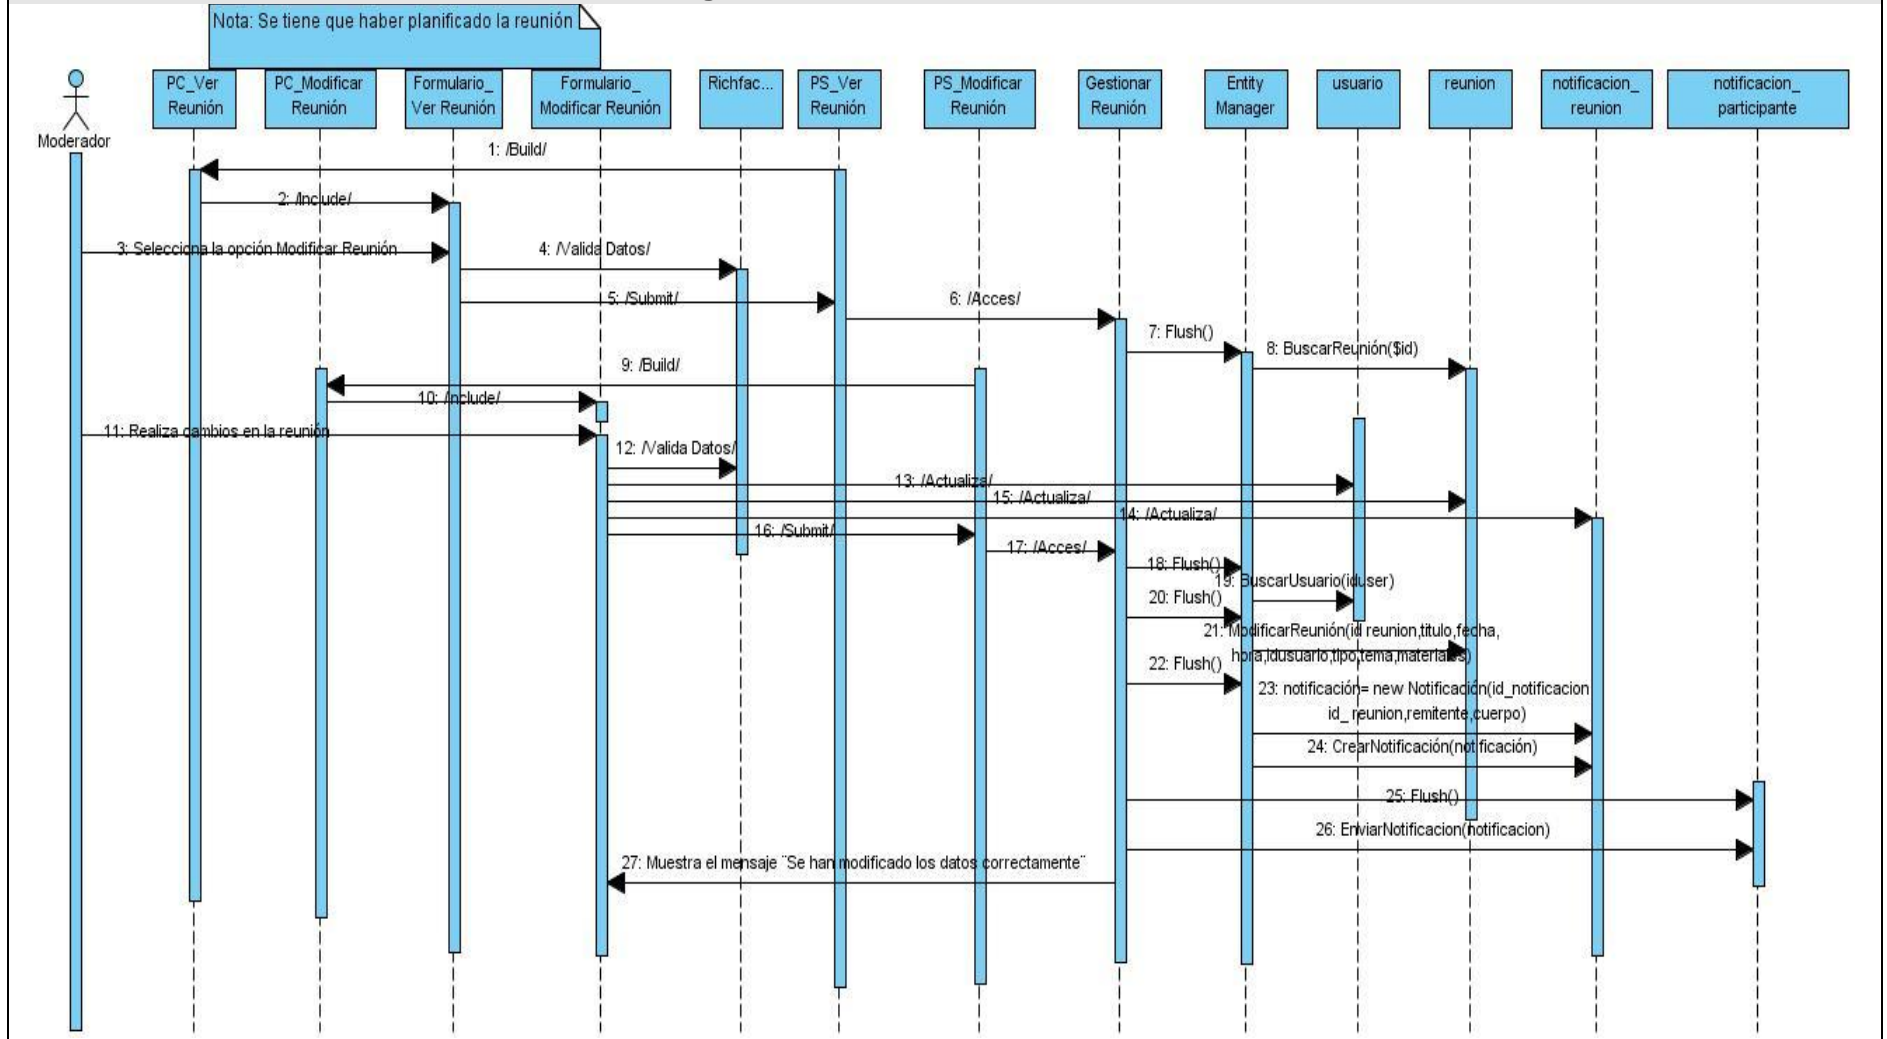 Nota: Se tiene que haber planificado la reunión
PC_Ver
Reunión
PC_Modificar
Reunión
Formulario_
Ver Reunión
Formulario_
Modificar Reunión
Richfac...
PS_Ver
Reunión
PS_Modificar
Reunión
Gestionar
Reunión
Entity
Manager
usuario
reunion
notificacion_
reunion
notificacion_
participante
Moderador
1: /Build/
2: /Include/
3: Selecciona la opción Modificar Reunión
4: /Valida Datos/
5: /Submit/
6: /Acces/
7: Flush()
8: BuscarReunión($id)
9: /Build/
10: /Include/
11: Realiza cambios en la reunión
12: /Valida Datos/
13: /Actualiza/
15: /Actualiza/
14: /Actualiza/
16: /Submit/
17: /Acces/
18: Flush()
19: BuscarUsuario(iduser)
20: Flush()
21: ModificarReunión(id reunion,titulo,fecha,
hora,idusuario,tipo,tema,materiales)
22: Flush()
23: notificación= new Notificación(id_notificacion
id_ reunion,remitente,cuerpo)
24: CrearNotificación(notificación)
25: Flush()
26: EnviarNotificacion(notificacion)
27: Muestra el mensaje ¨Se han modificado los datos correctamente¨